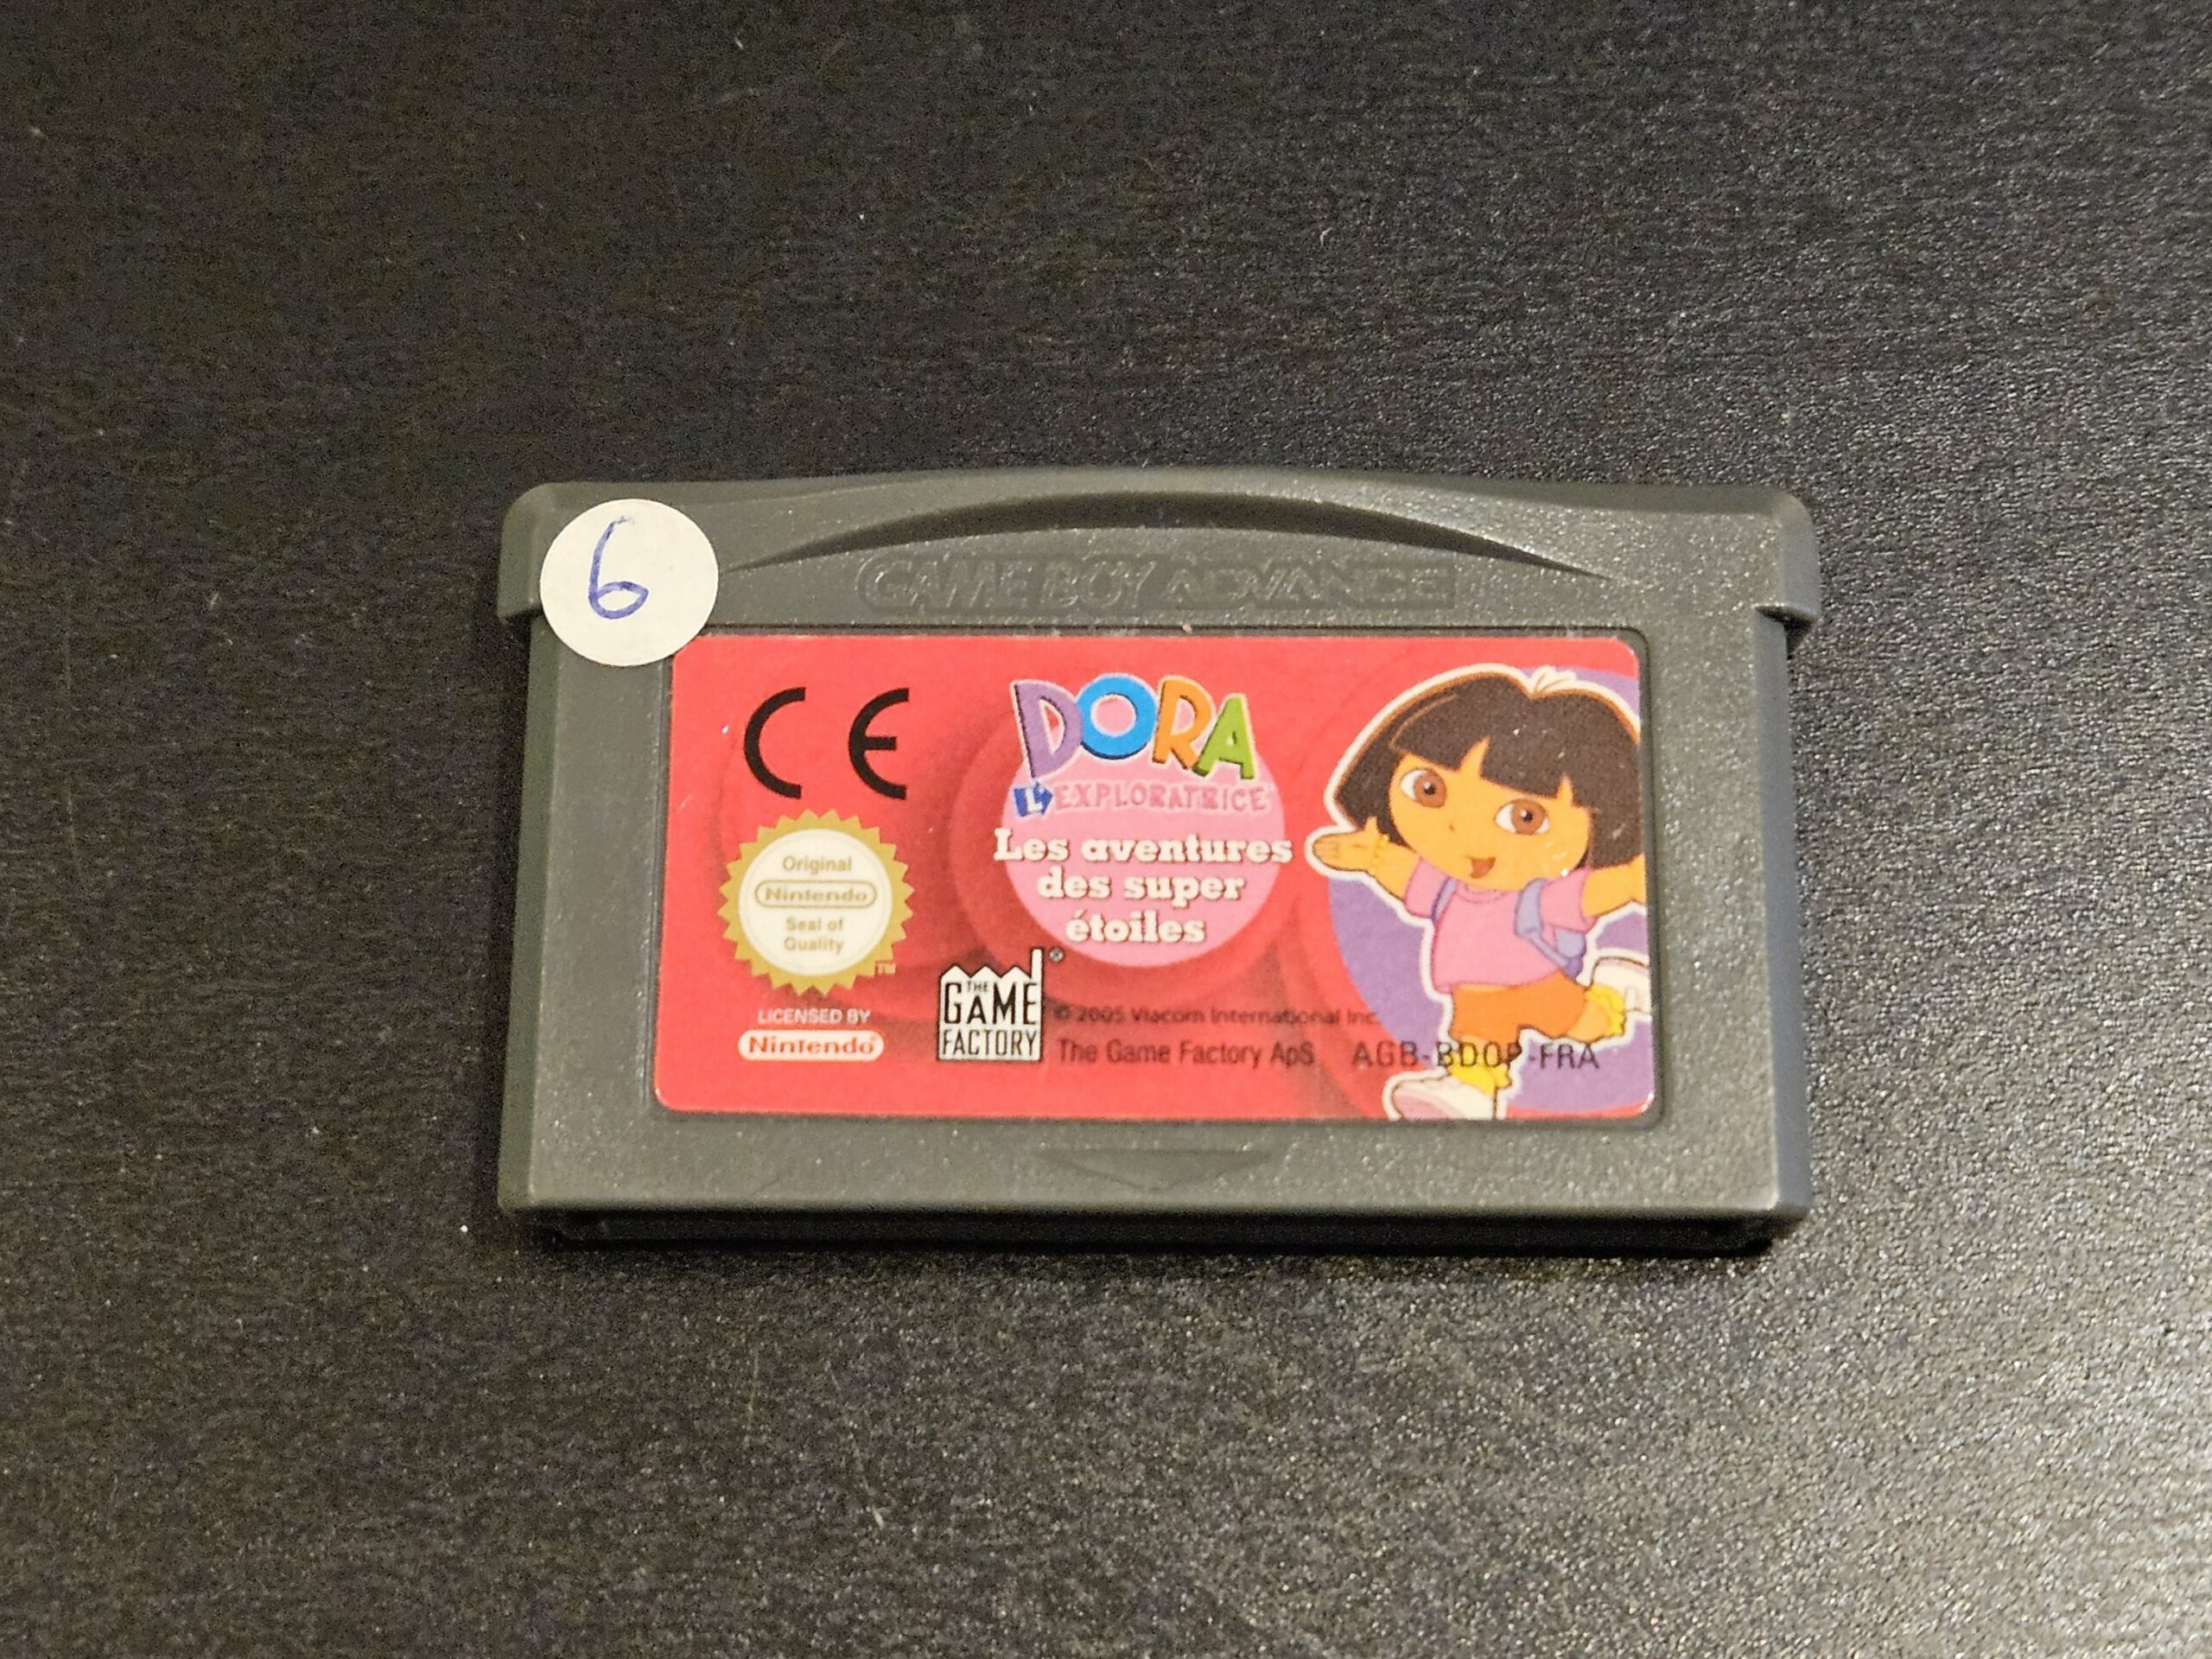 6
GAME BOY ADVANCE
CE
DORA
L'EXPLORATRICE
Les aventures
des super
étoiles
Original
Nintendo
Seal of
Quality
TM
LICENSED BY
Nintendo®
THE
GAME
FACTORY
®
© 2005 Viacom International Inc.
The Game Factory ApS AGB-BDOP-FRA